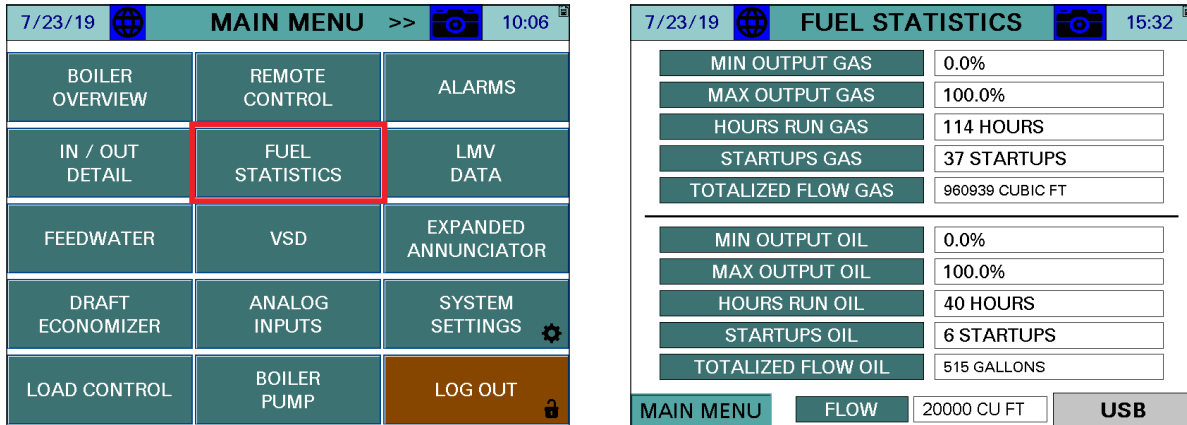 7/23/19 MAIN MENU >> 10:06
BOILER
OVERVIEW
REMOTE
CONTROL
ALARMS
IN / OUT
DETAIL
FUEL
STATISTICS
LMV
DATA
FEEDWATER
VSD
EXPANDED
ANNUNCIATOR
DRAFT
ECONOMIZER
ANALOG
INPUTS
SYSTEM
SETTINGS
LOAD CONTROL
BOILER
PUMP
LOG OUT
7/23/19 FUEL STATISTICS 15:32
MIN OUTPUT GAS 0.0%
MAX OUTPUT GAS 100.0%
HOURS RUN GAS 114 HOURS
STARTUPS GAS 37 STARTUPS
TOTALIZED FLOW GAS 960939 CUBIC FT
MIN OUTPUT OIL 0.0%
MAX OUTPUT OIL 100.0%
HOURS RUN OIL 40 HOURS
STARTUPS OIL 6 STARTUPS
TOTALIZED FLOW OIL 515 GALLONS
MAIN MENU FLOW 20000 CU FT USB